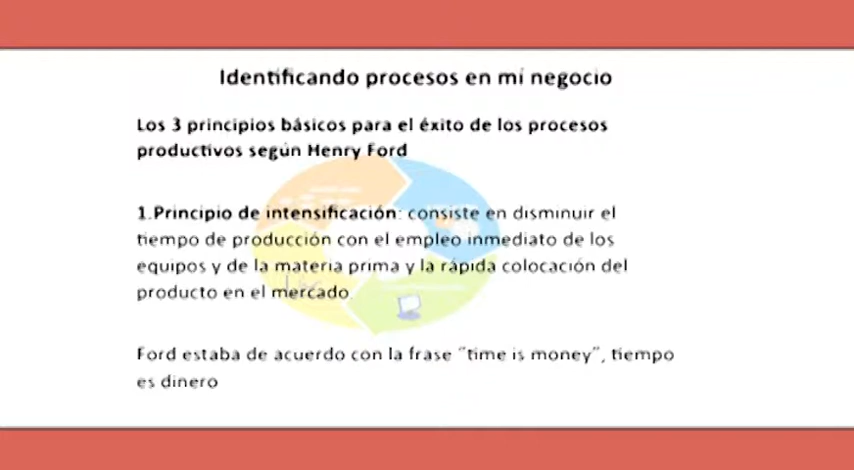 Identificando procesos en mí negocio
Los 3 principios básicos para el éxito de los procesos
productivos según Henry Ford
1.Principio de intensificación: consiste en disminuir el
tiempo de producción con el empleo inmediato de los
equipos y de la materia prima y la rápida colocación del
producto en el mercado.
Ford estaba de acuerdo con la frase "time is money", tiempo
es dinero